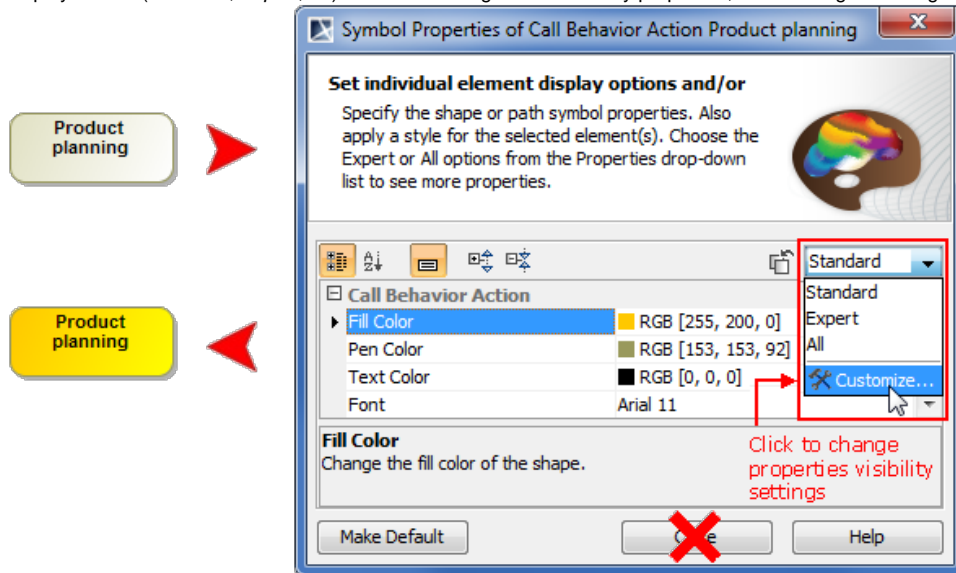 Symbol Properties of Call Behavior Action Product planning
Set individual element display options and/or
Specify the shape or path symbol properties. Also
apply a style for the selected element(s). Choose the
Expert or All options from the Properties drop-down
list to see more properties.
Product
planning
Standard
Call Behavior Action
Standard
Fill Color
RGB [255, 200, 0]
Expert
Product
planning
Pen Color
RGB [153, 153, 92]
All
Text Color
RGB [0, 0, 0]
Customize...
Font
Arial 11
Fill Color
Change the fill color of the shape.
Click to change
properties visibility
settings
Make Default
Help